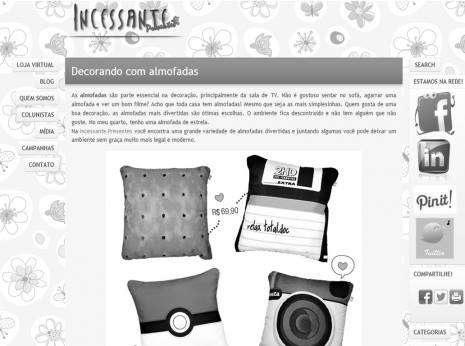 INCESSANTE
LOJA VIRTUAL
BLOG
QUEM SOMOS
COLUNISTAS
MÍDIA
CAMPANHAS
CONTATO
Decorando com almofadas
As almofadas são parte essencial na decoração, principalmente da sala de TV. Não é gostoso sentar no sofá, agarrar uma
almofada e ver um bom filme? Acho que toda casa tem almofadas! Mesmo que seja as mais simplesinhas. Quem gosta de uma
boa decoração, as almofadas mais divertidas são ótimas escolhas. O ambiente fica descontraído e não tem alguém que não
goste. No meu quarto, tenho uma almofada de estrela.
Na Incessante Presentes você encontra uma grande variedade de almofadas divertidas e juntando algumas você pode deixar um
ambiente sem graça muito mais legal e moderno.
R$ 69,90
2HD
EXTRA
relax total.doc
SEARCH
ESTAMOS NA REDE!
f
in
Pinit!
Twitter
COMPARTILHE!
CATEGORIAS